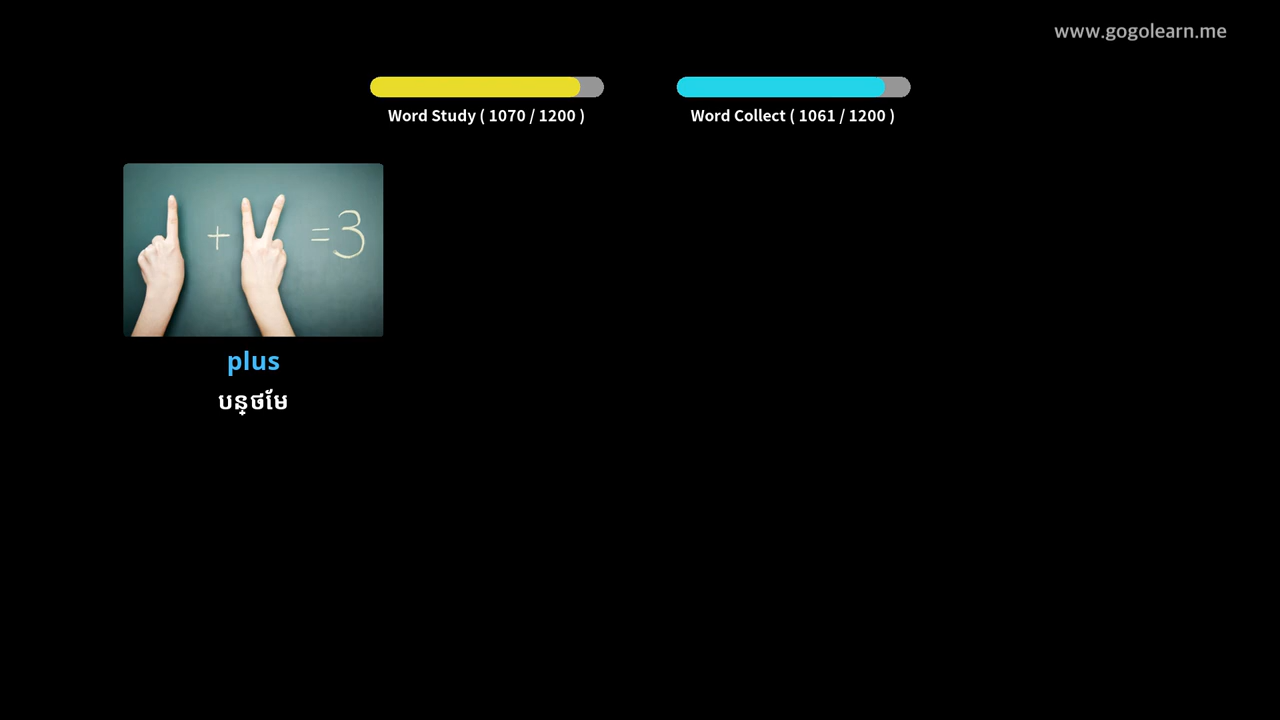 www.gogolearn.me
Word Study ( 1070 / 1200 )
Word Collect ( 1061 / 1200 )
+ =3
plus
បន្ថែម